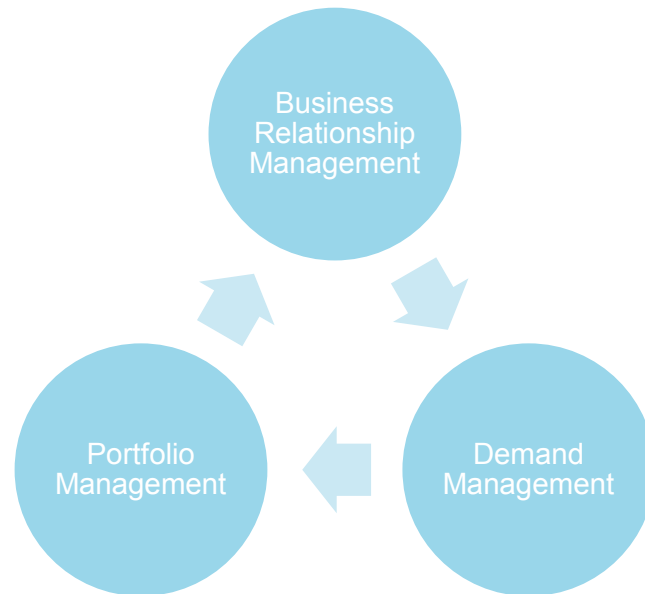 Business
Relationship
Management
Portfolio
Management
Demand
Management